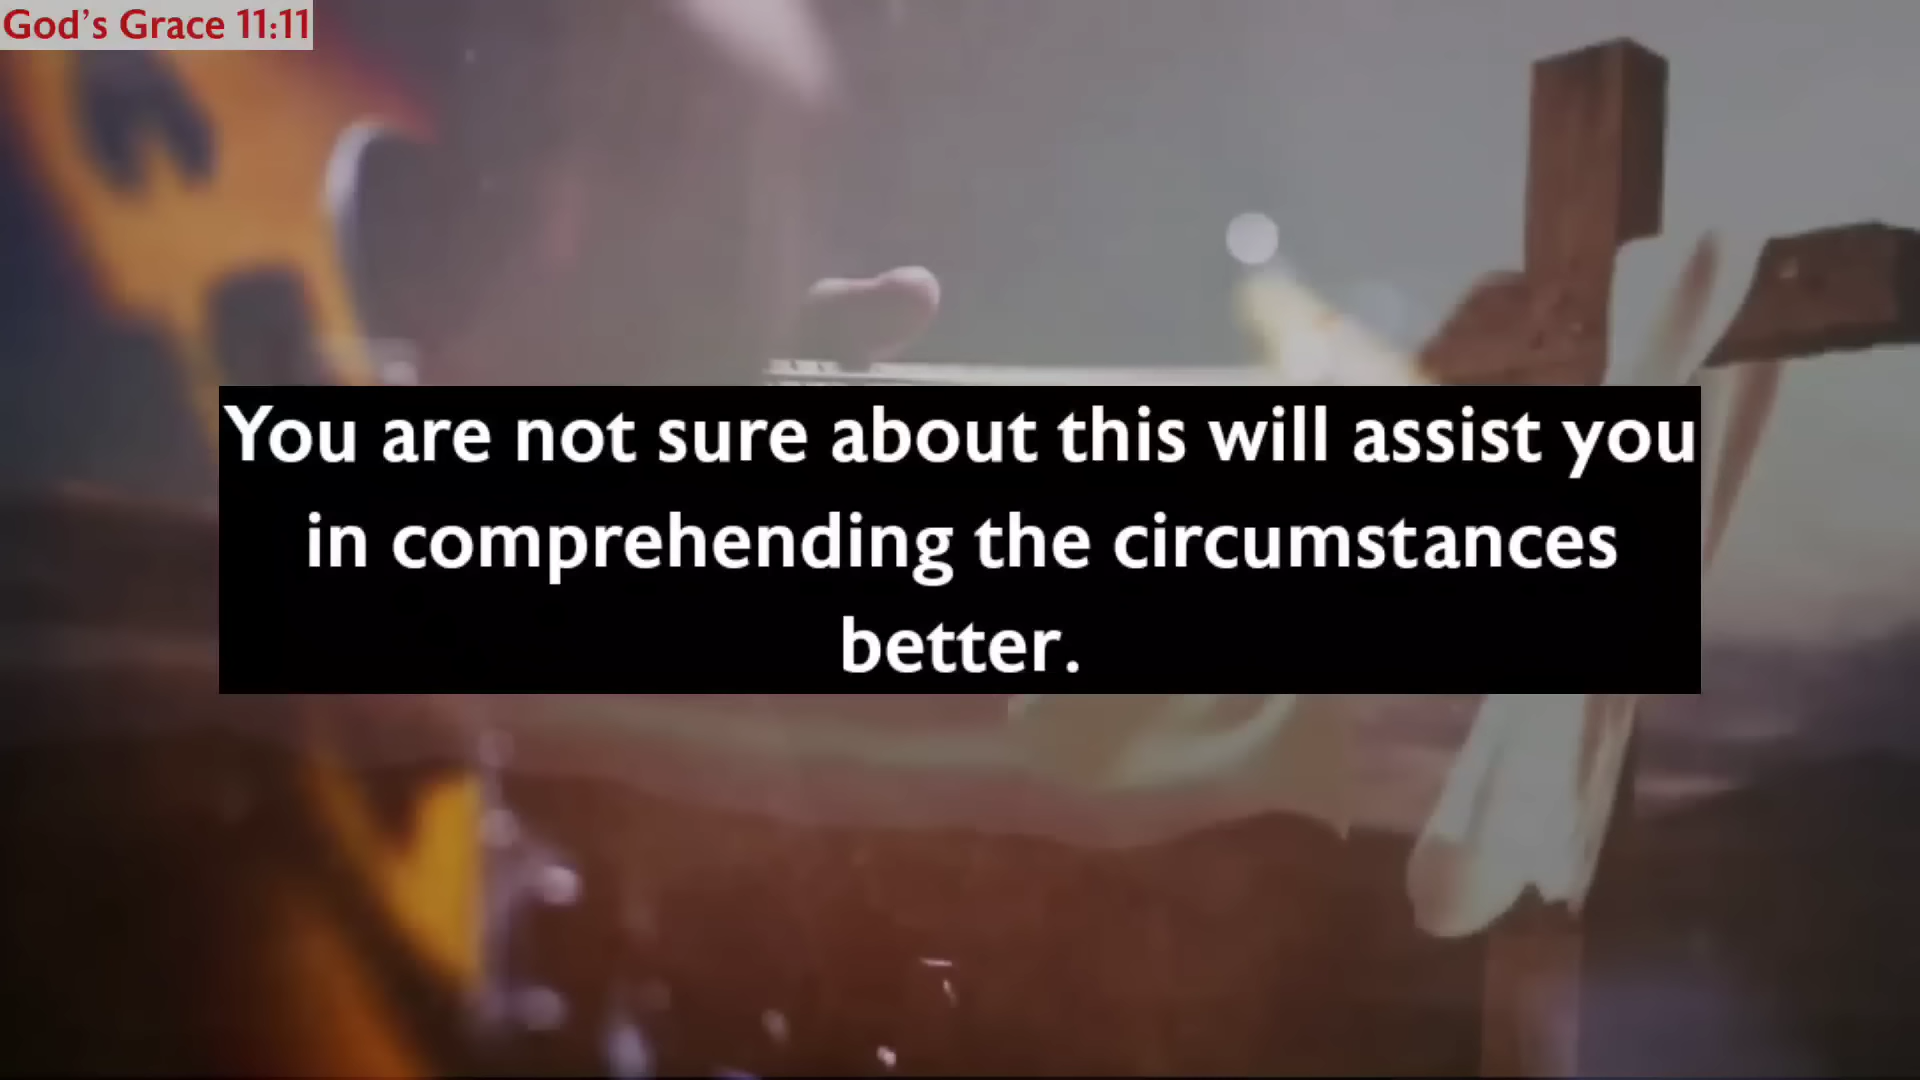 God’s Grace 11:11
You are not sure about this will assist you
in comprehending the circumstances
better.